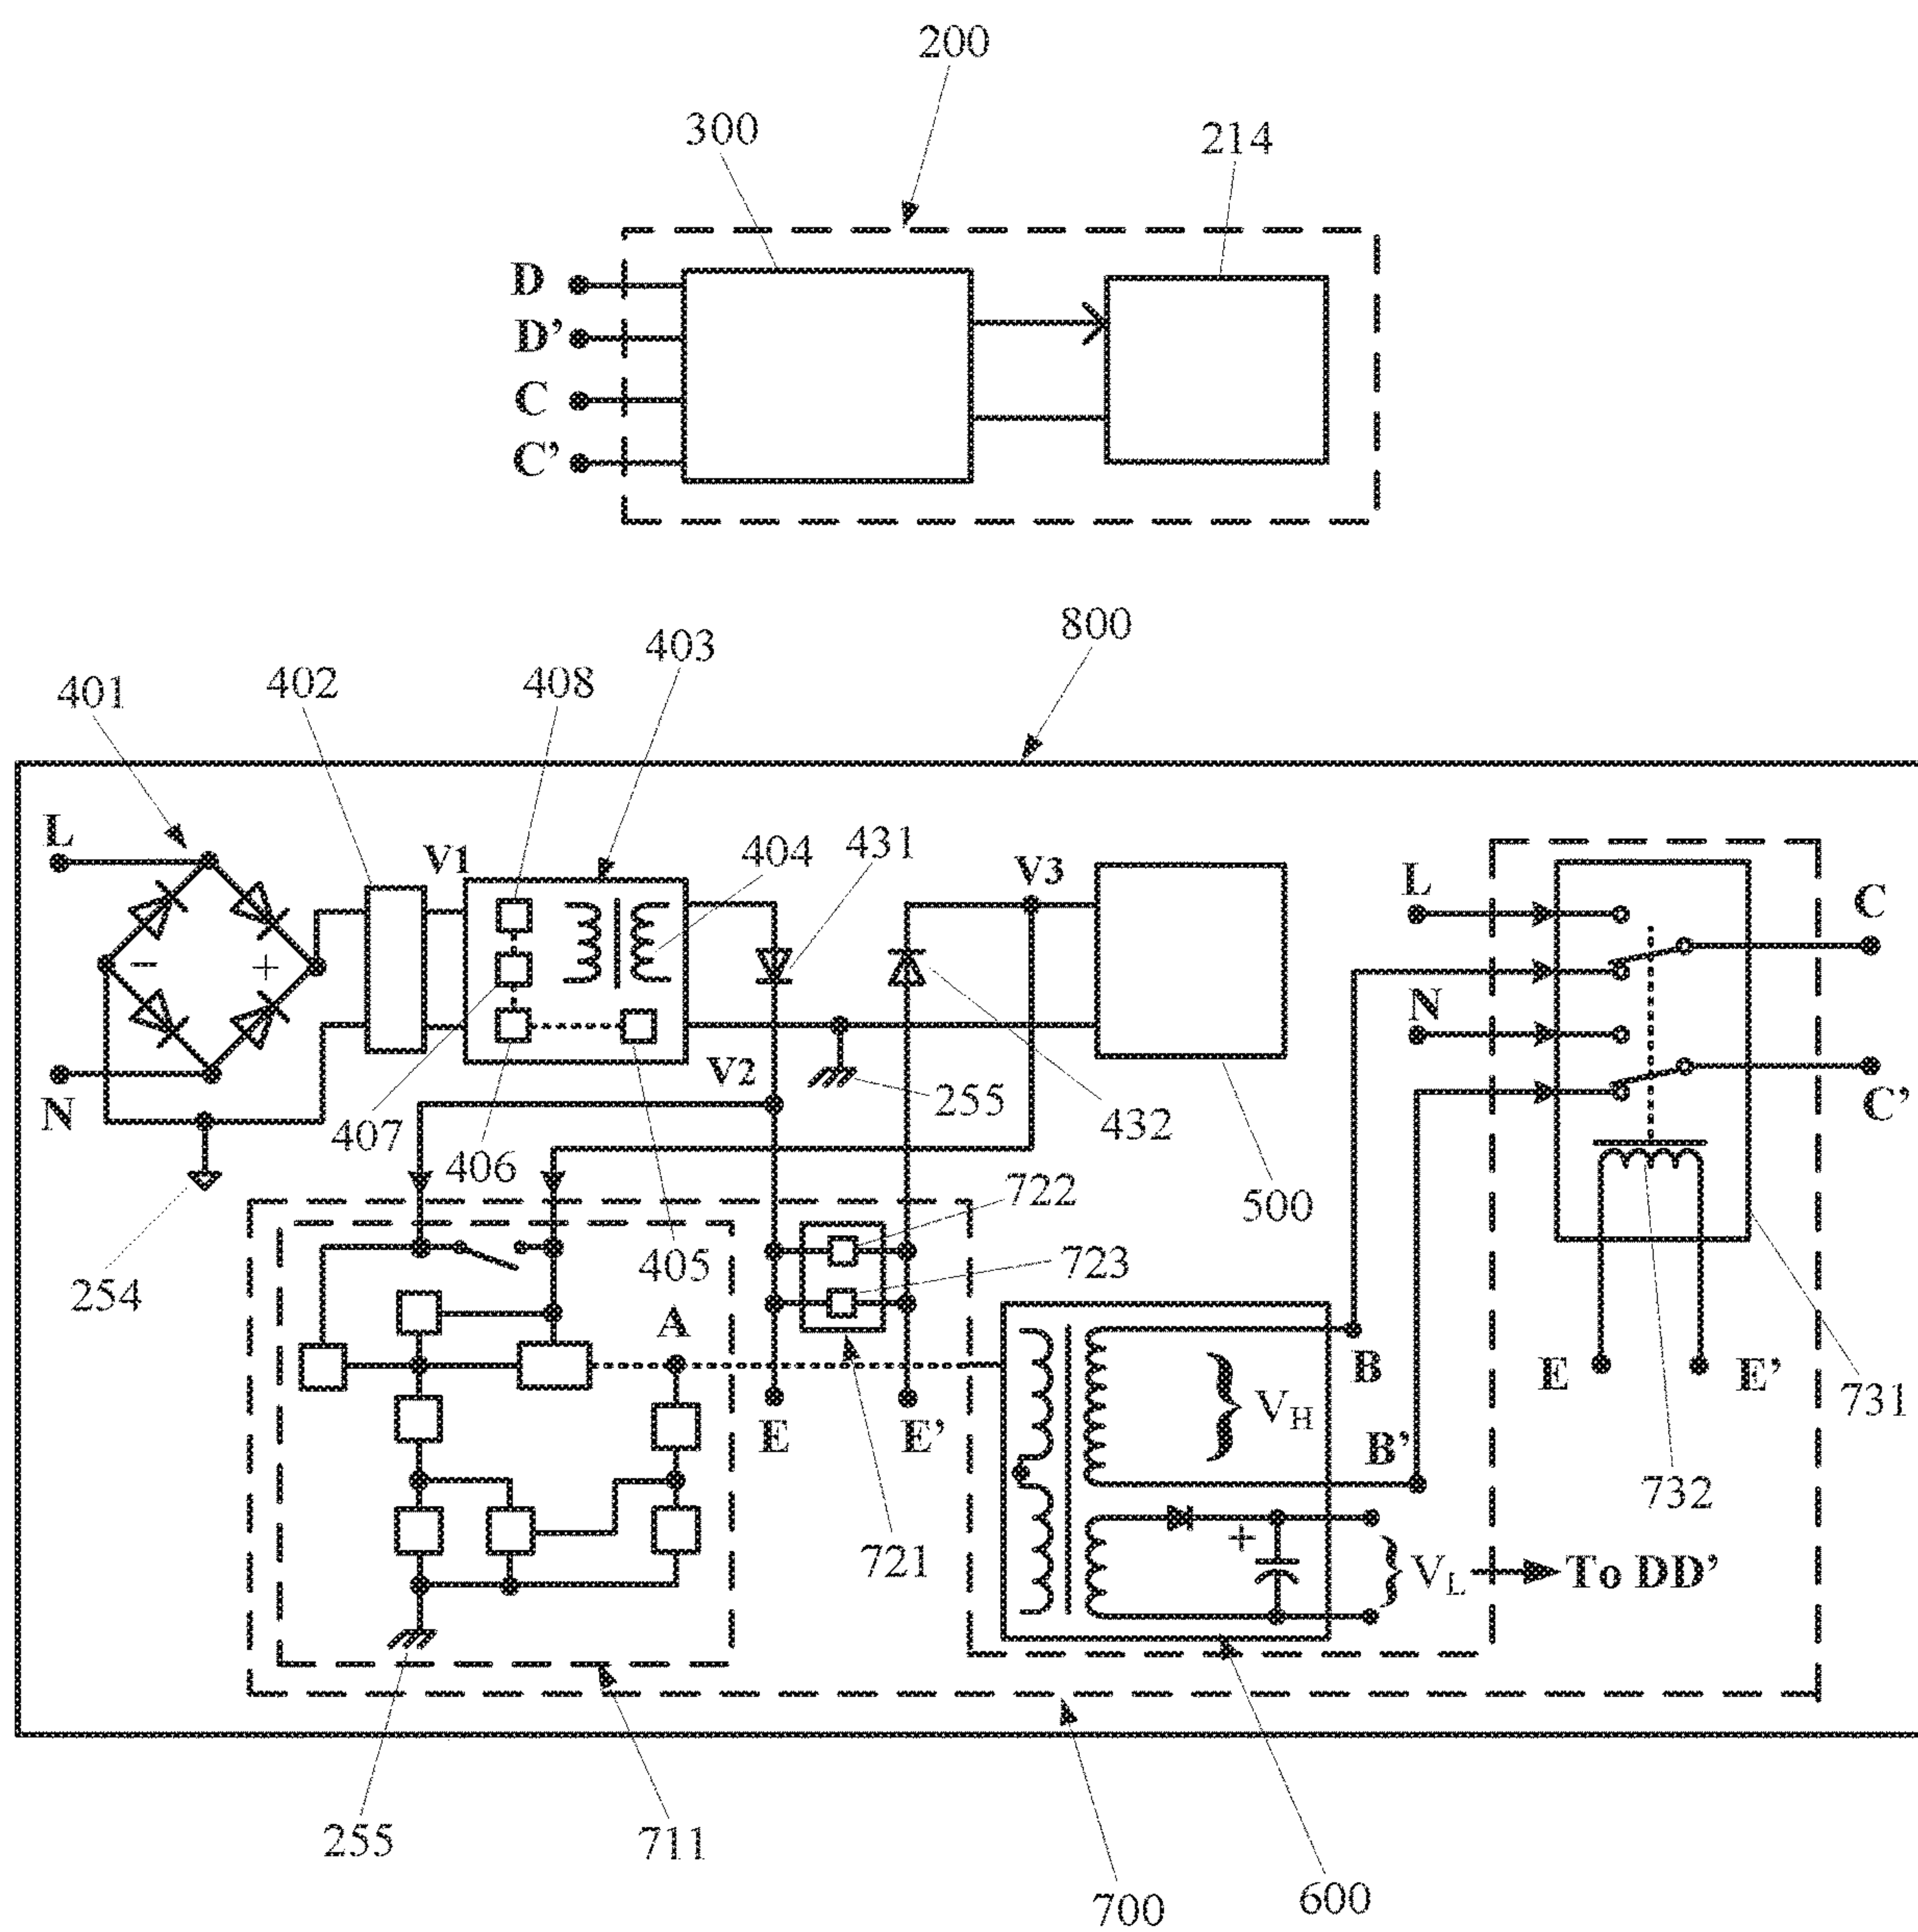 200
300
214
D
D’
C
C’
800
403
402
408
401
L
V1
404
431
V3
L
C
−
+
N
V2
N
407
406
255
432
C’
722
500
254
405
723
A
E
E’
721
B
VH
B’
E
E’
731
732
+
VL
To DD’
255
711
700
600